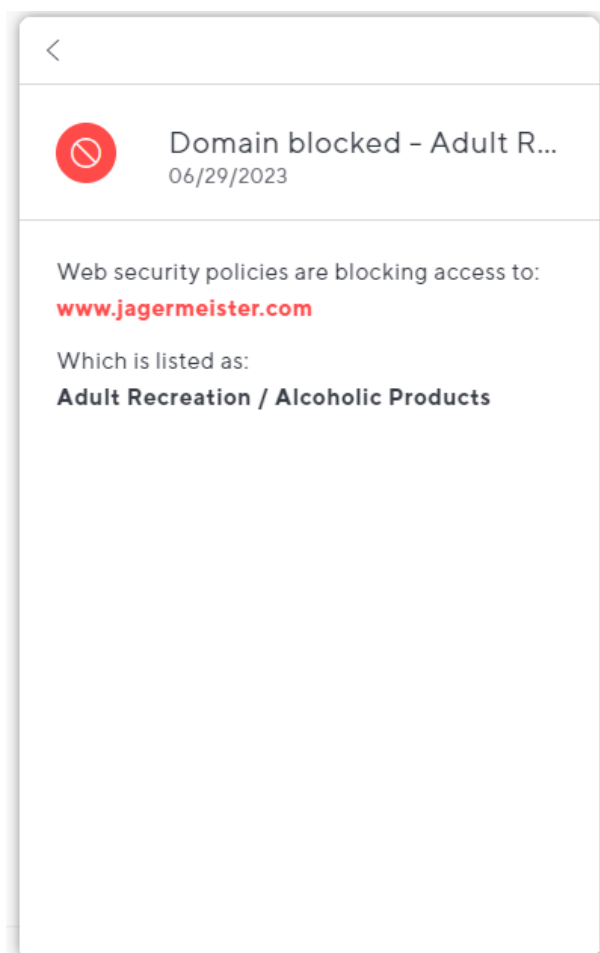 Domain blocked - Adult R...
06/29/2023
Web security policies are blocking access to:
www.jagermeister.com
Which is listed as:
Adult Recreation / Alcoholic Products